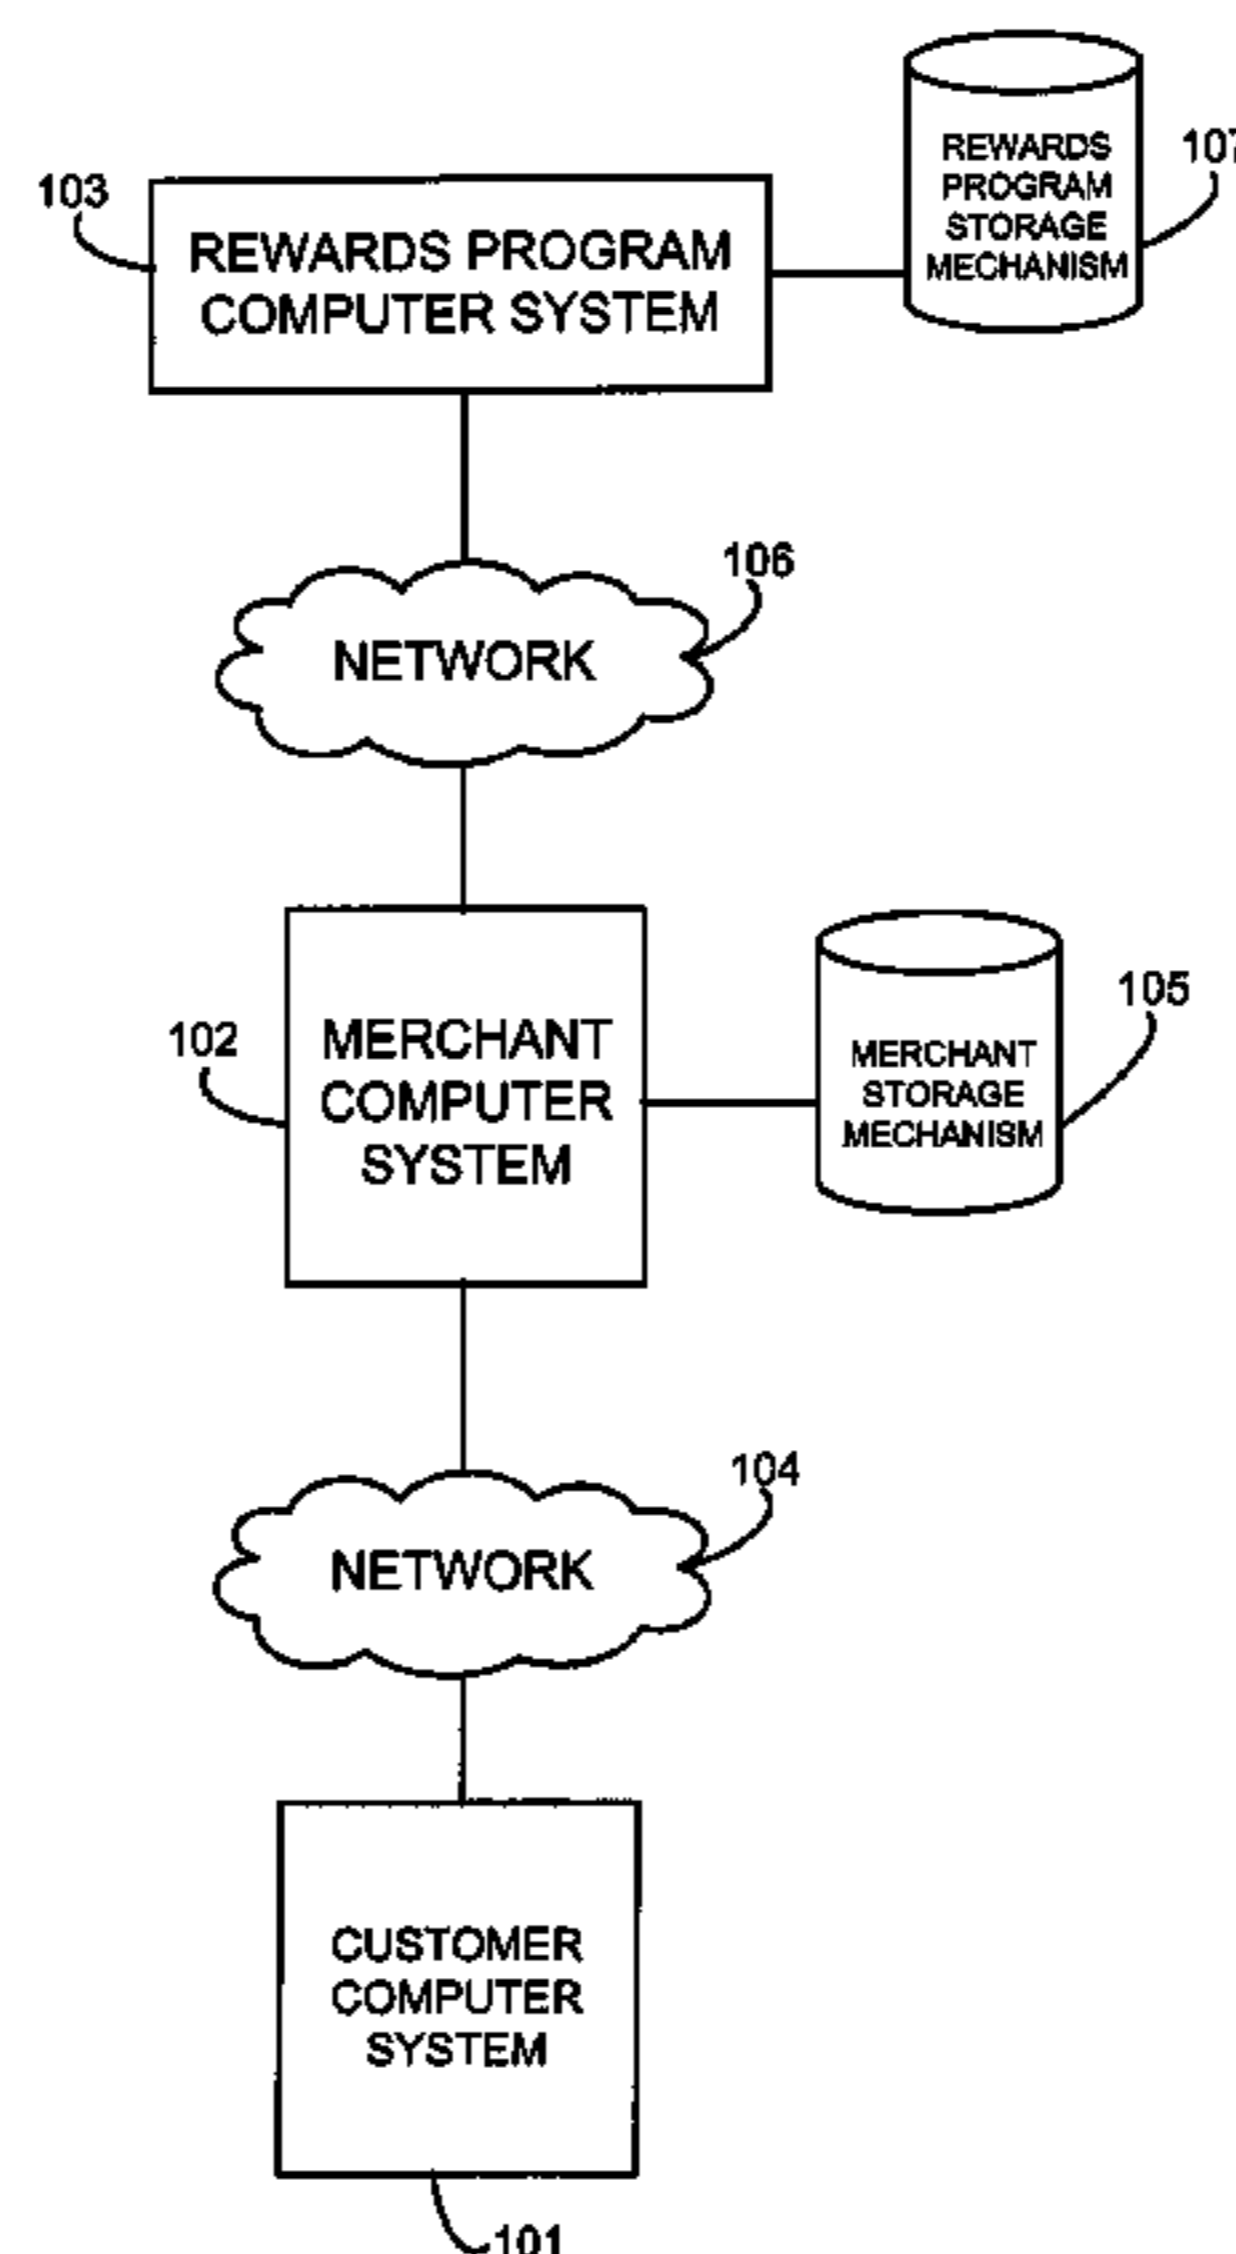 REWARDS
PROGRAM
STORAGE
MECHANISM
107
103
REWARDS PROGRAM
COMPUTER SYSTEM
106
NETWORK
102
MERCHANT
COMPUTER
SYSTEM
105
MERCHANT
STORAGE
MECHANISM
104
NETWORK
CUSTOMER
COMPUTER
SYSTEM
101